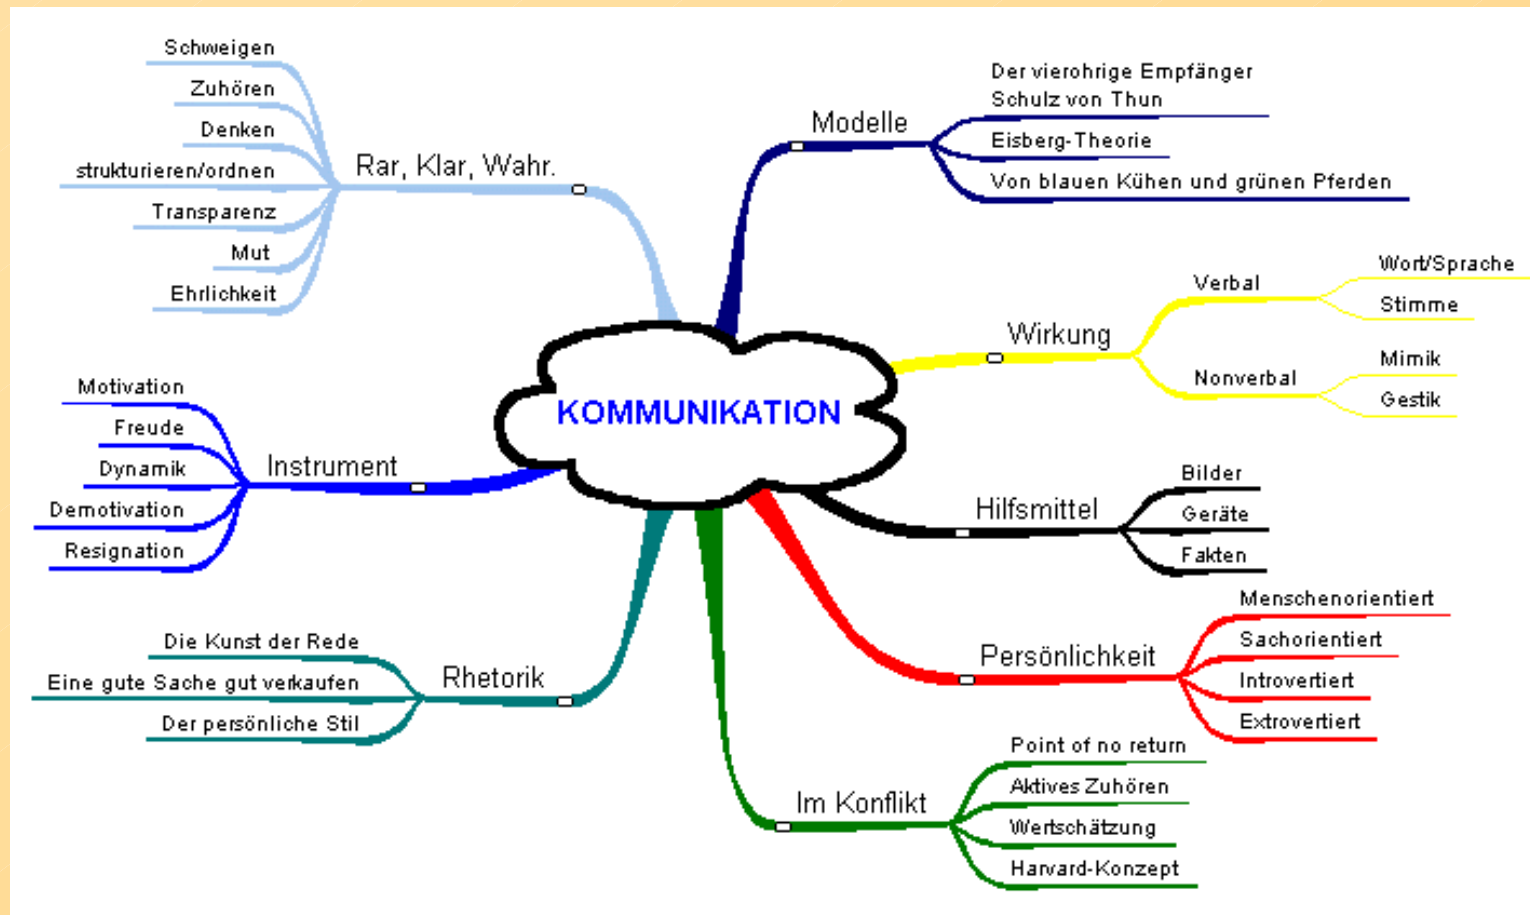 KOMMUNIKATION
Modelle
Der vierohrige Empfänger
Schulz von Thun
Eisberg-Theorie
Von blauen Kühen und grünen Pferden
Wirkung
Verbal
Wort/Sprache
Stimme
Nonverbal
Mimik
Gestik
Hilfsmittel
Bilder
Geräte
Fakten
Persönlichkeit
Menschenorientiert
Sachorientiert
Introvertiert
Extrovertiert
Im Konflikt
Point of no return
Aktives Zuhören
Wertschätzung
Harvard-Konzept
Rhetorik
Die Kunst der Rede
Eine gute Sache gut verkaufen
Der persönliche Stil
Instrument
Motivation
Freude
Dynamik
Demotivation
Resignation
Rar, Klar, Wahr.
Schweigen
Zuhören
Denken
strukturieren/ordnen
Transparenz
Mut
Ehrlichkeit